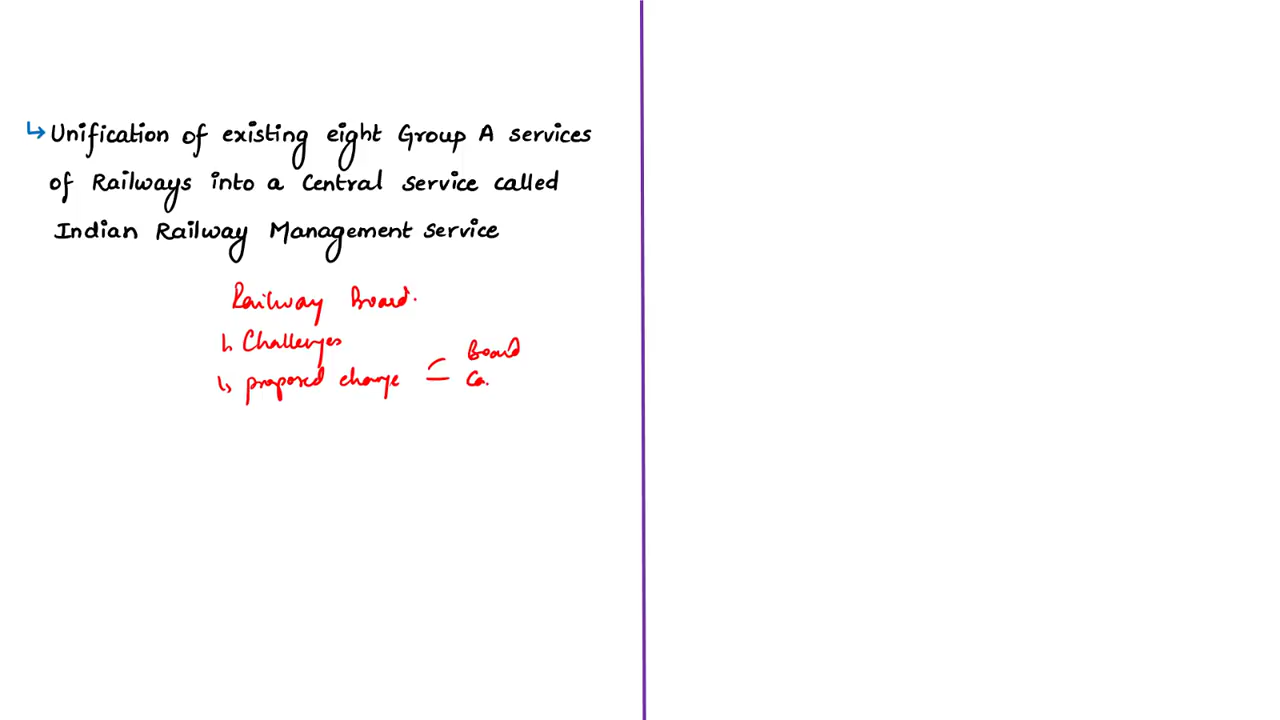 ↳ Unification of existing eight Group A services
of Railways into a Central Service called
Indian Railway Management Service
Railway Board.
↳ Challenges
↳ proposed change
Board
Ca.